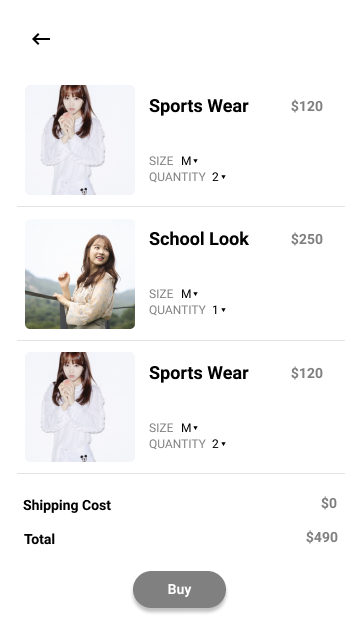 Sports Wear $120
SIZE M▾
QUANTITY 2▾
School Look $250
SIZE M▾
QUANTITY 1▾
Sports Wear $120
SIZE M▾
QUANTITY 2▾
Shipping Cost $0
Total $490
Buy